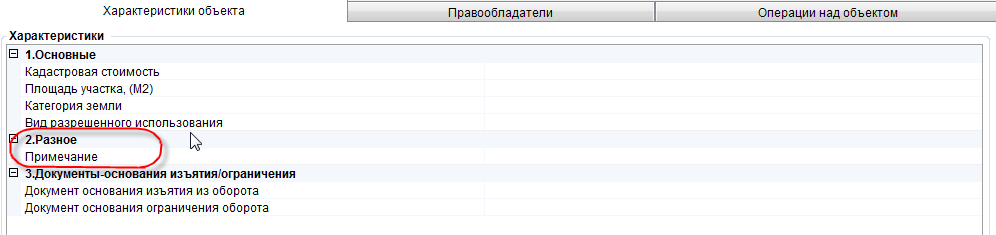 Характеристики объекта
Правообладатели
Операции над объектом
Характеристики
1.Основные
Кадастровая стоимость
Площадь участка, (М2)
Категория земли
Вид разрешенного использования
2.Разное
Примечание
3.Документы-основания изъятия/ограничения
Документ основания изъятия из оборота
Документ основания ограничения оборота